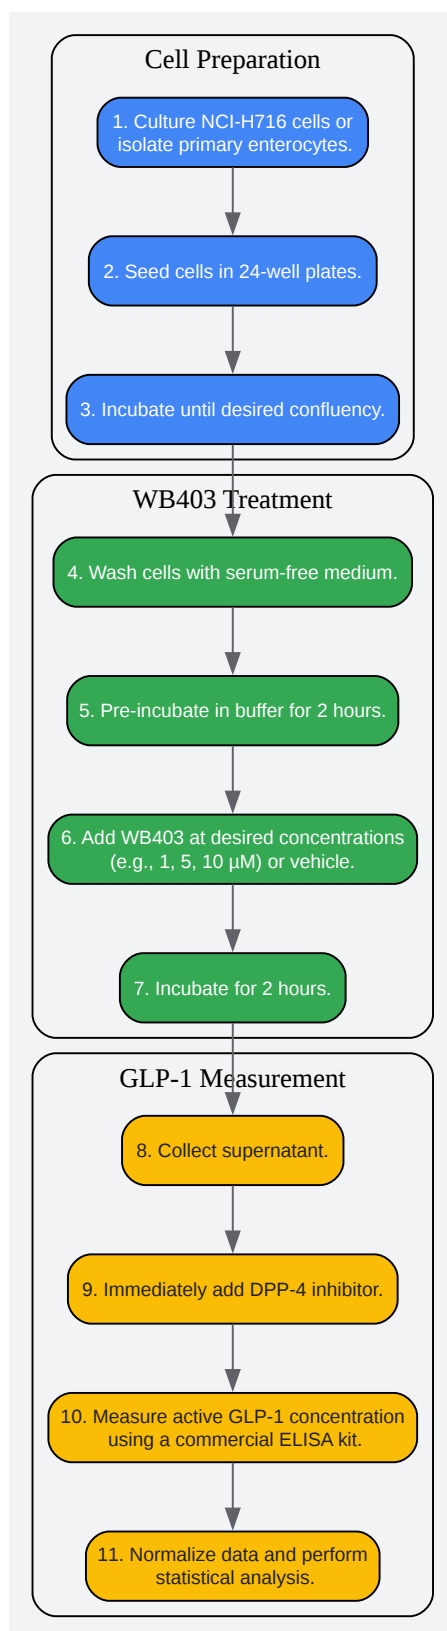 Cell Preparation
1. Culture NCI-H716 cells or
isolate primary enterocytes.
2. Seed cells in 24-well plates.
3. Incubate until desired confluency.
WB403 Treatment
4. Wash cells with serum-free medium.
5. Pre-incubate in buffer for 2 hours.
6. Add WB403 at desired concentrations
(e.g., 1, 5, 10 µM) or vehicle.
7. Incubate for 2 hours.
GLP-1 Measurement
8. Collect supernatant.
9. Immediately add DPP-4 inhibitor.
10. Measure active GLP-1 concentration
using a commercial ELISA kit.
11. Normalize data and perform
statistical analysis.